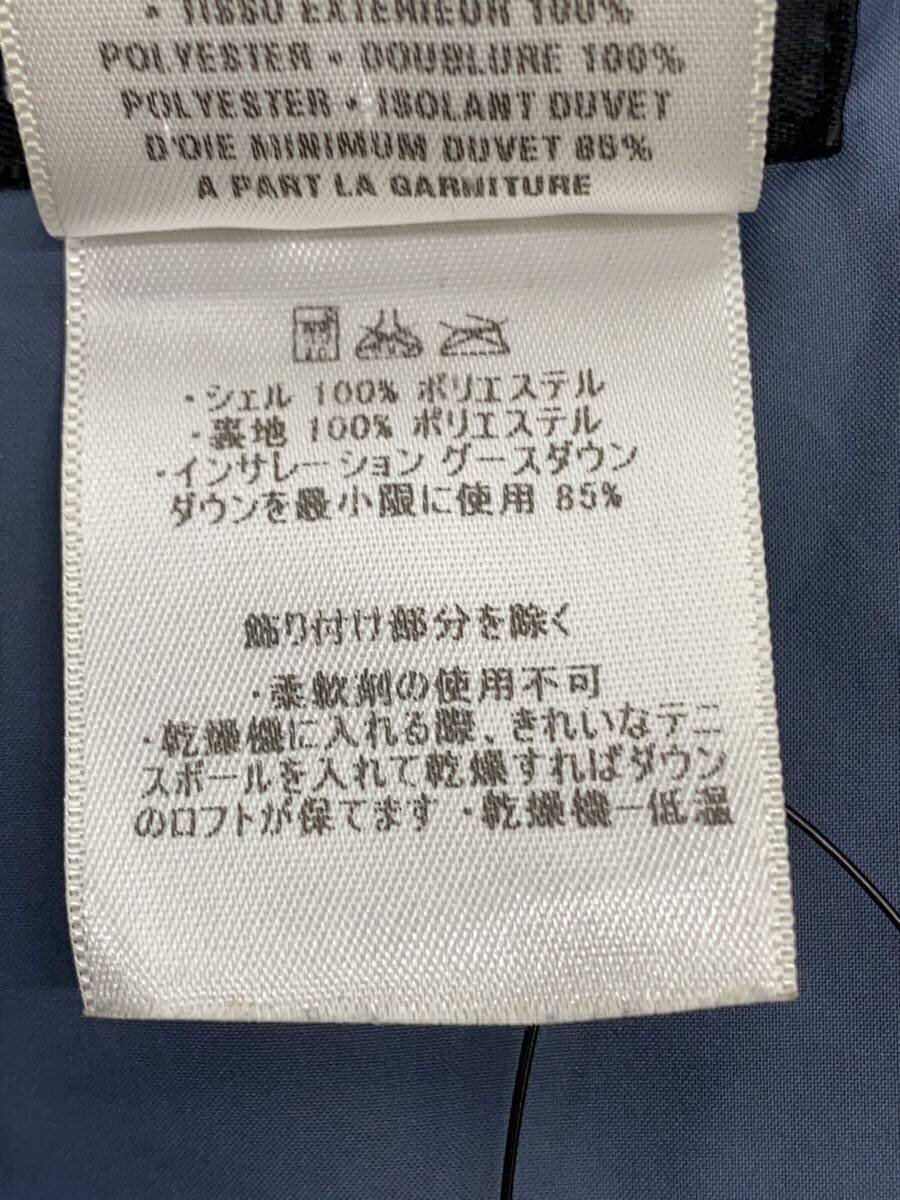 • TISSU EXTERIEUR 100%
POLYESTER • DOUBLURE 100%
POLYESTER • ISOLANT DUVET
D'OIE MINIMUM DUVET 85%
A PART LA GARNITURE
・シェル 100% ポリエステル
・裏地 100% ポリエステル
・インサレーション グースダウン
ダウンを最小限に使用 85%
飾り付け部分を除く
・柔軟剤の使用不可
・乾燥機に入れる際、きれいなテニ
スボールを入れて乾燥すればダウン
のロフトが保てます ・乾燥機ー低温